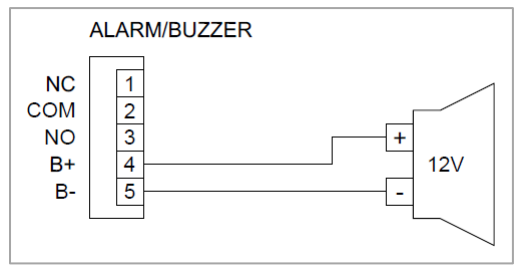 ALARM/BUZZER
NC 1
COM 2
NO 3 +
B+ 4 12V
B- 5 -